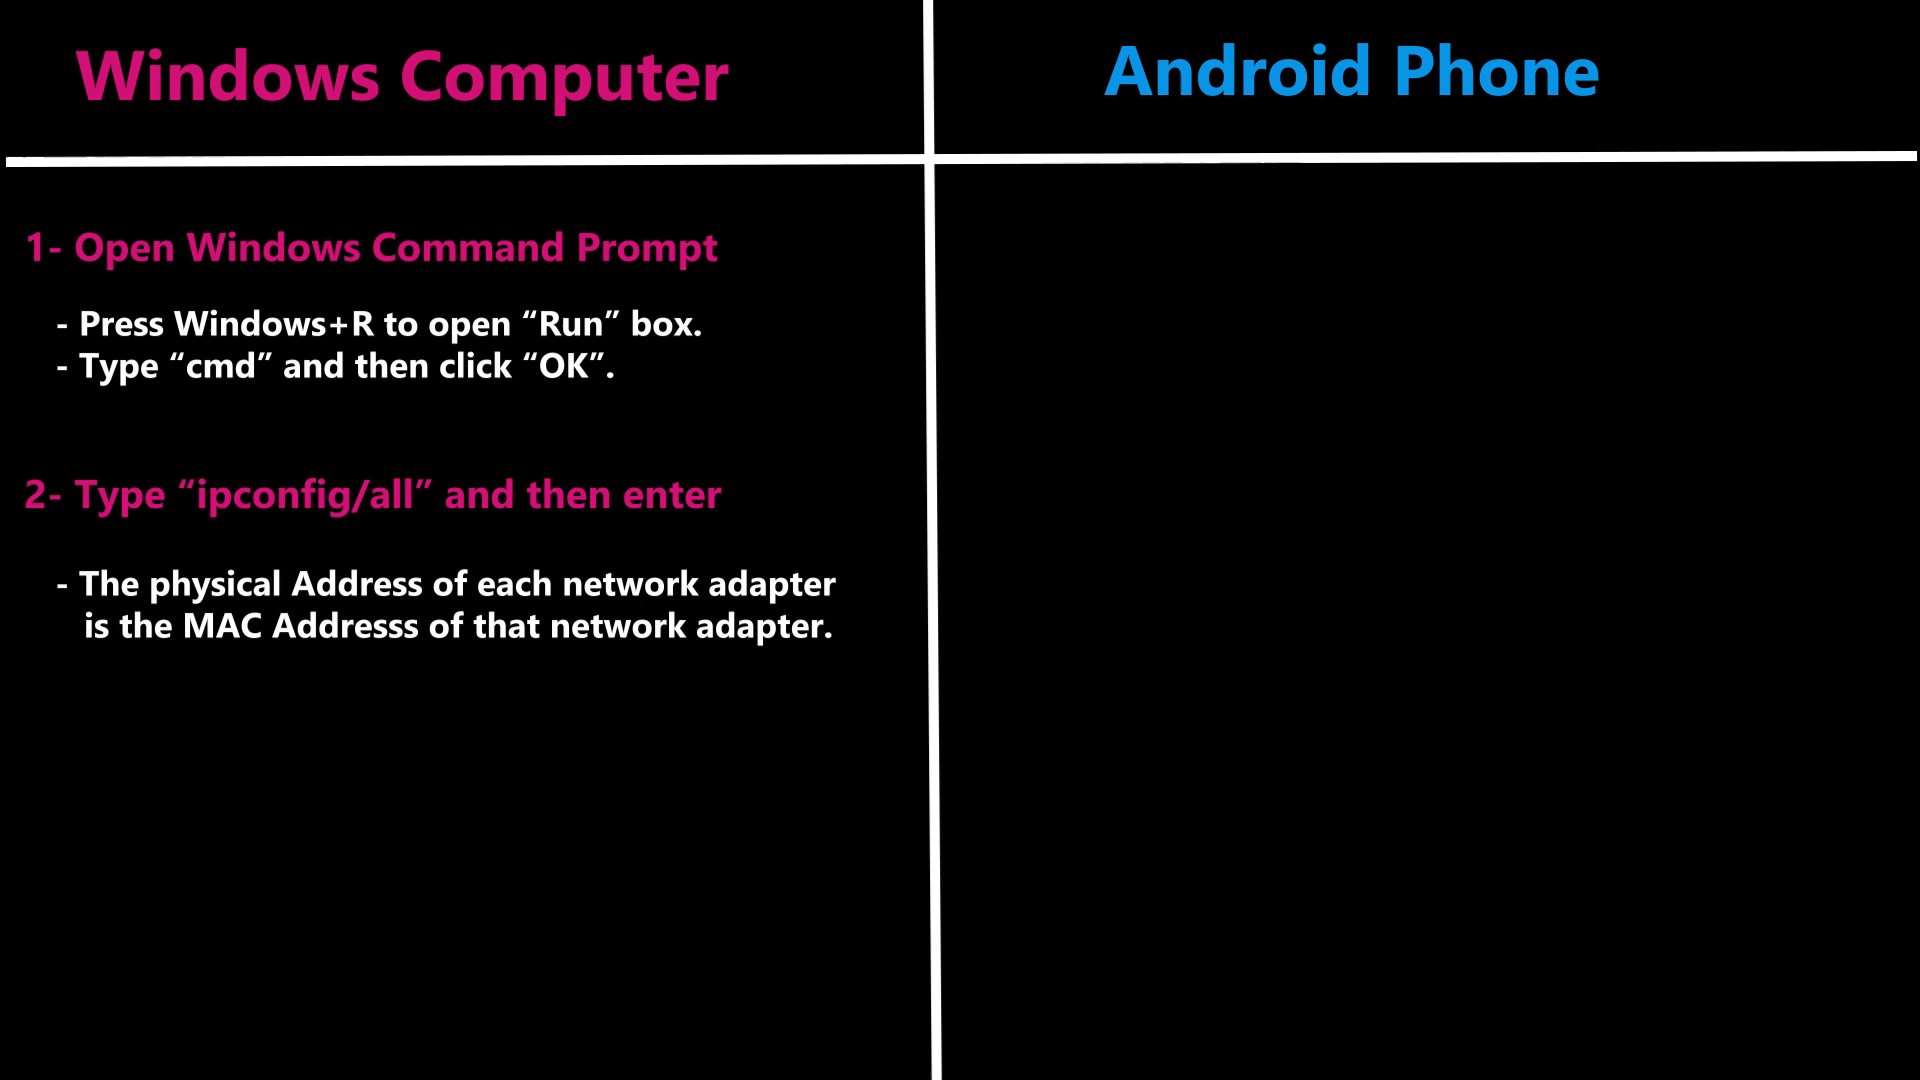 Windows Computer
Android Phone
1- Open Windows Command Prompt
- Press Windows+R to open “Run” box.
- Type “cmd” and then click “OK”.
2- Type “ipconfig/all” and then enter
- The physical Address of each network adapter
is the MAC Addresss of that network adapter.